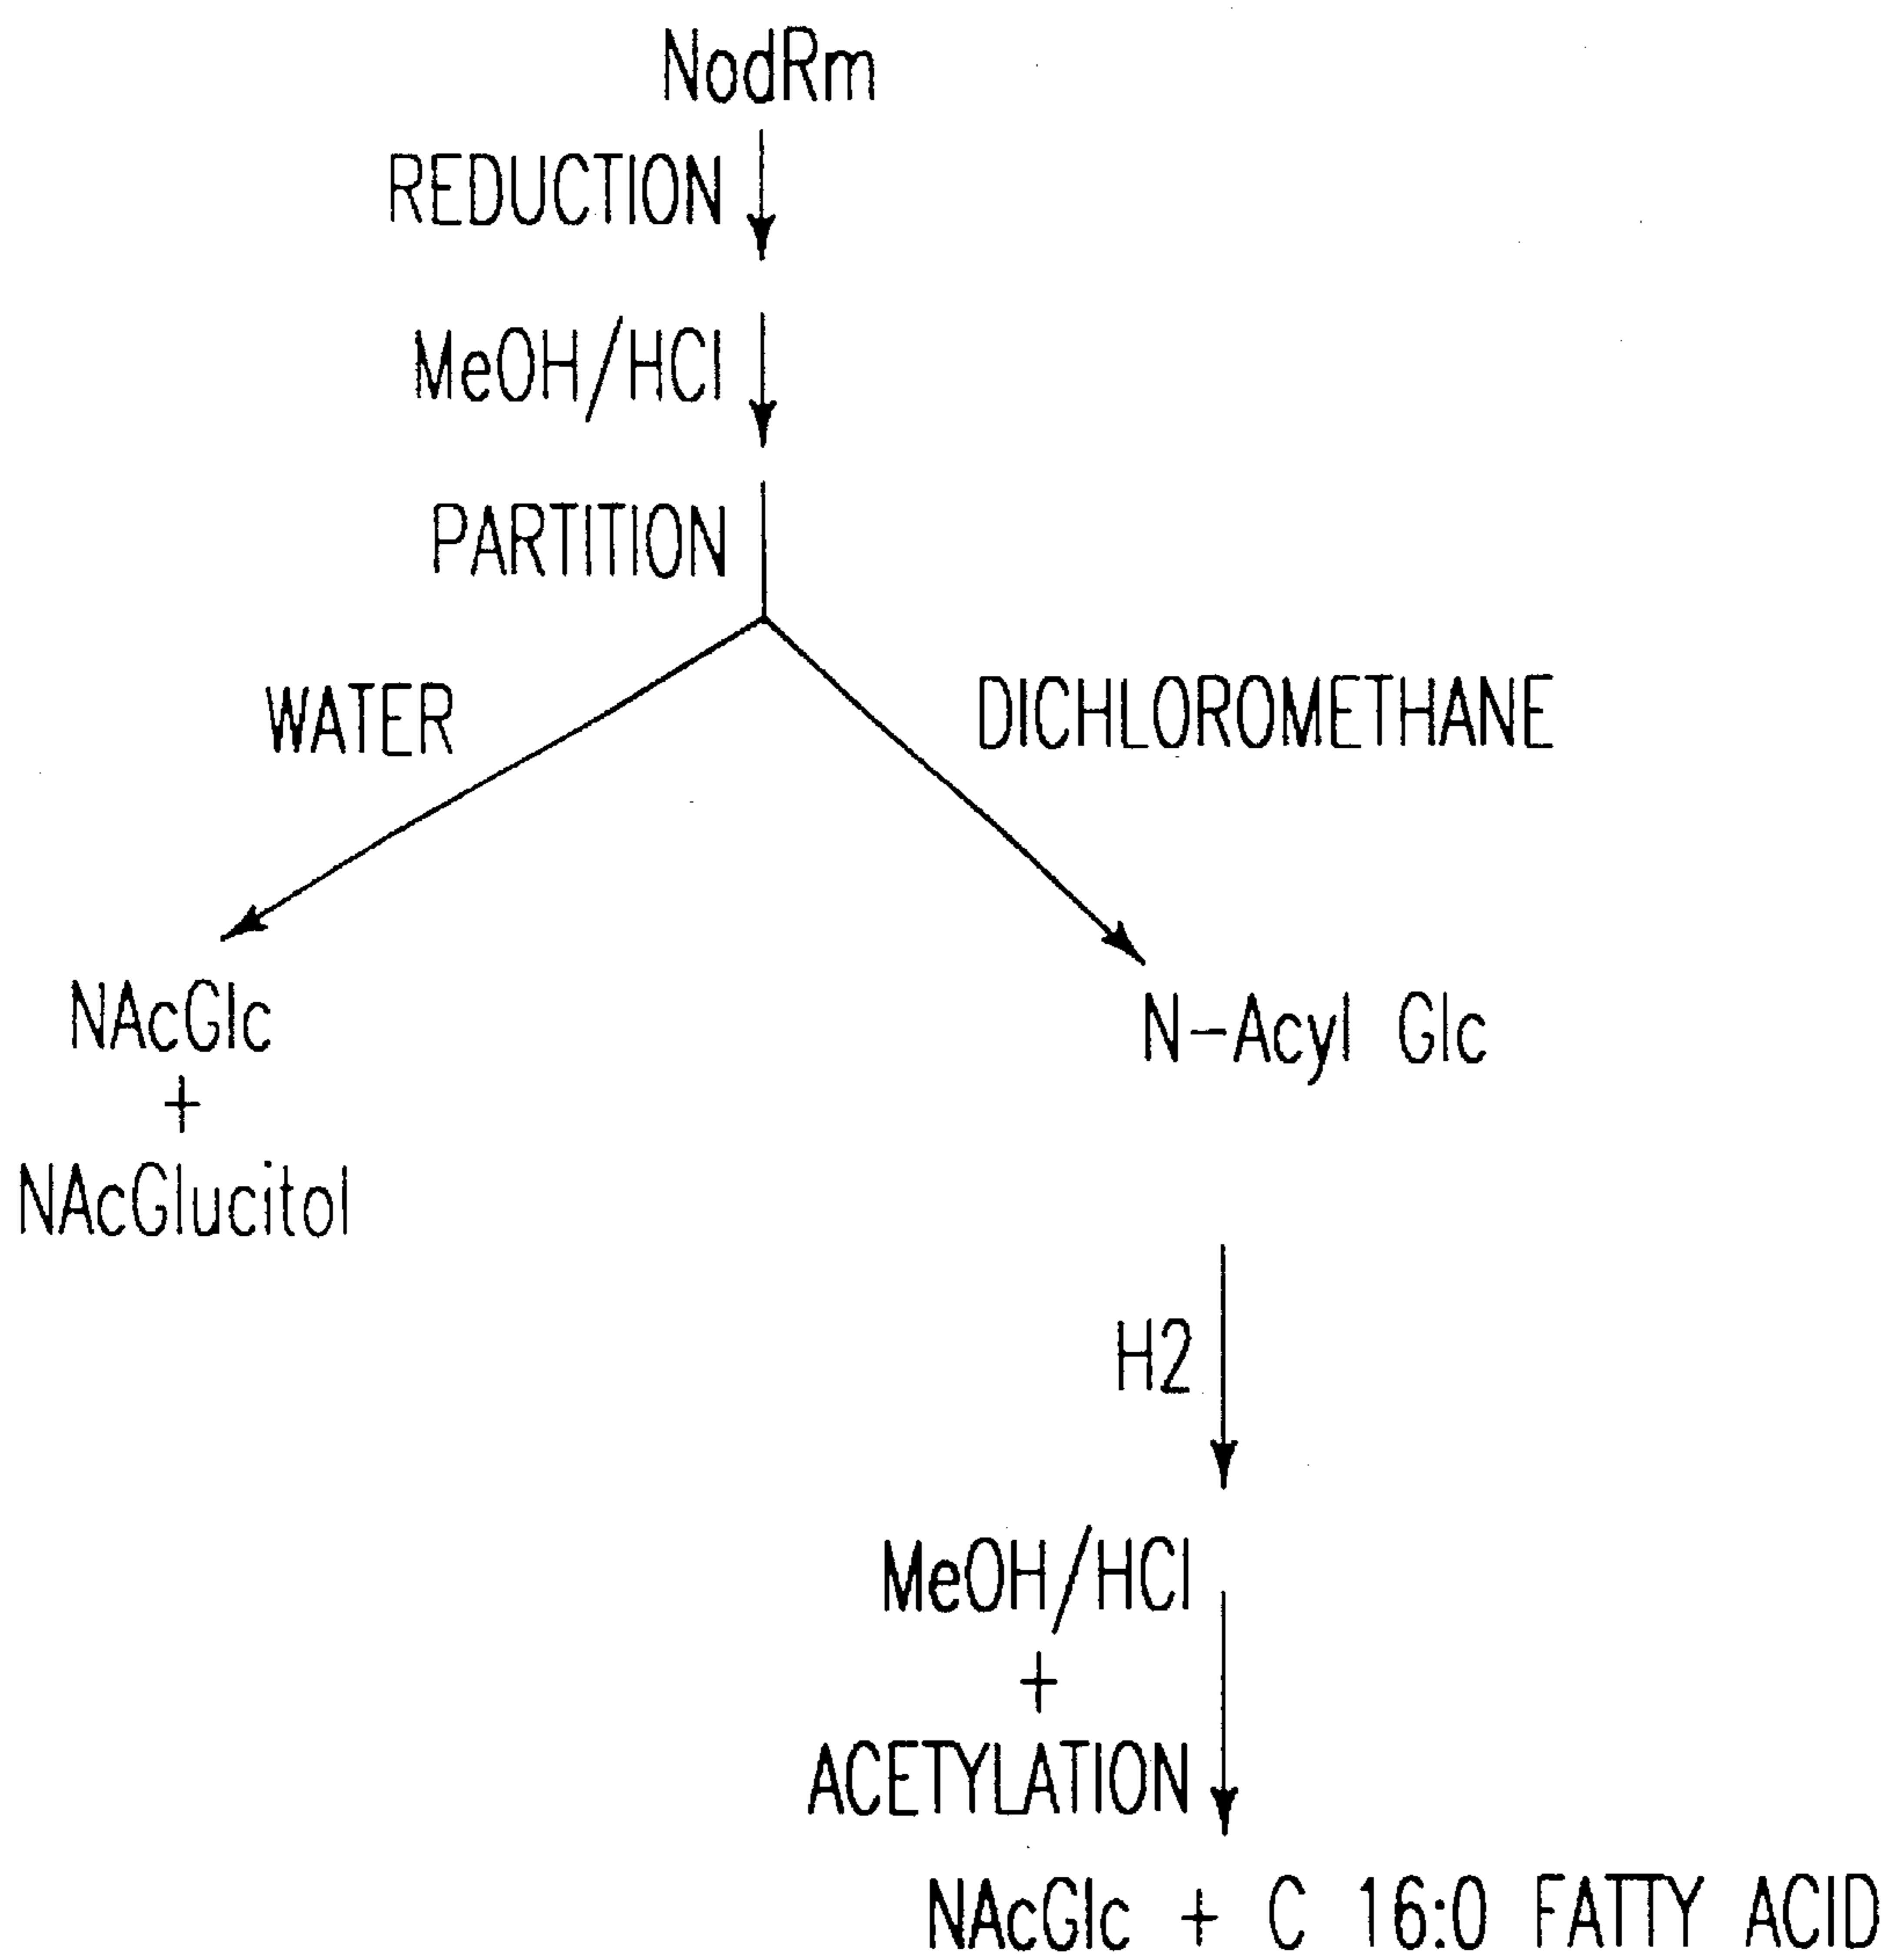 NodRm
REDUCTION
MeOH/HCl
PARTITION
WATER
DICHLOROMETHANE
NAcGlc
+
NAcGlucitol
N-Acyl Glc
H2
MeOH/HCl
+
ACETYLATION
NAcGlc + C 16:0 FATTY ACID